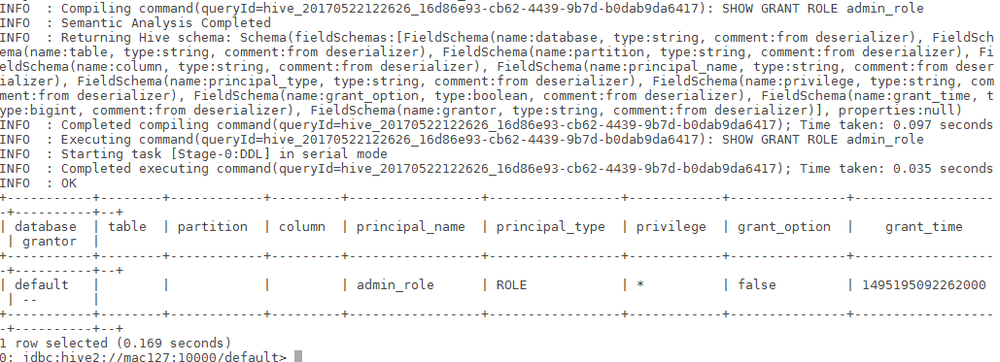 INFO  : Compiling command(queryId=hive_20170522122626_16d86e93-cb62-4439-9b7d-b0dab9da6417): SHOW GRANT ROLE admin_role
INFO  : Semantic Analysis Completed
INFO  : Returning Hive schema: Schema(fieldSchemas:[FieldSchema(name:database, type:string, comment:from deserializer), FieldSch
ema(name:table, type:string, comment:from deserializer), FieldSchema(name:partition, type:string, comment:from deserializer), Fi
eldSchema(name:column, type:string, comment:from deserializer), FieldSchema(name:principal_name, type:string, comment:from deser
ializer), FieldSchema(name:principal_type, type:string, comment:from deserializer), FieldSchema(name:privilege, type:string, com
ment:from deserializer), FieldSchema(name:grant_option, type:boolean, comment:from deserializer), FieldSchema(name:grant_time, t
ype:bigint, comment:from deserializer), FieldSchema(name:grantor, type:string, comment:from deserializer)], properties:null)
INFO  : Completed compiling command(queryId=hive_20170522122626_16d86e93-cb62-4439-9b7d-b0dab9da6417); Time taken: 0.097 seconds
INFO  : Executing command(queryId=hive_20170522122626_16d86e93-cb62-4439-9b7d-b0dab9da6417): SHOW GRANT ROLE admin_role
INFO  : Starting task [Stage-0:DDL] in serial mode
INFO  : Completed executing command(queryId=hive_20170522122626_16d86e93-cb62-4439-9b7d-b0dab9da6417); Time taken: 0.035 seconds
INFO  : OK
+-----------+--------+------------+---------+-----------------+-----------------+------------+---------------+------------------
-+----------+--+
| database  | table  | partition  | column  | principal_name  | principal_type  | privilege  | grant_option  |    grant_time
 | grantor  |
+-----------+--------+------------+---------+-----------------+-----------------+------------+---------------+------------------
-+----------+--+
| default   |        |            |         | admin_role      | ROLE            | *          | false         | 1495195092262000
 | --       |
+-----------+--------+------------+---------+-----------------+-----------------+------------+---------------+------------------
-+----------+--+
1 row selected (0.169 seconds)
0: jdbc:hive2://mac127:10000/default>